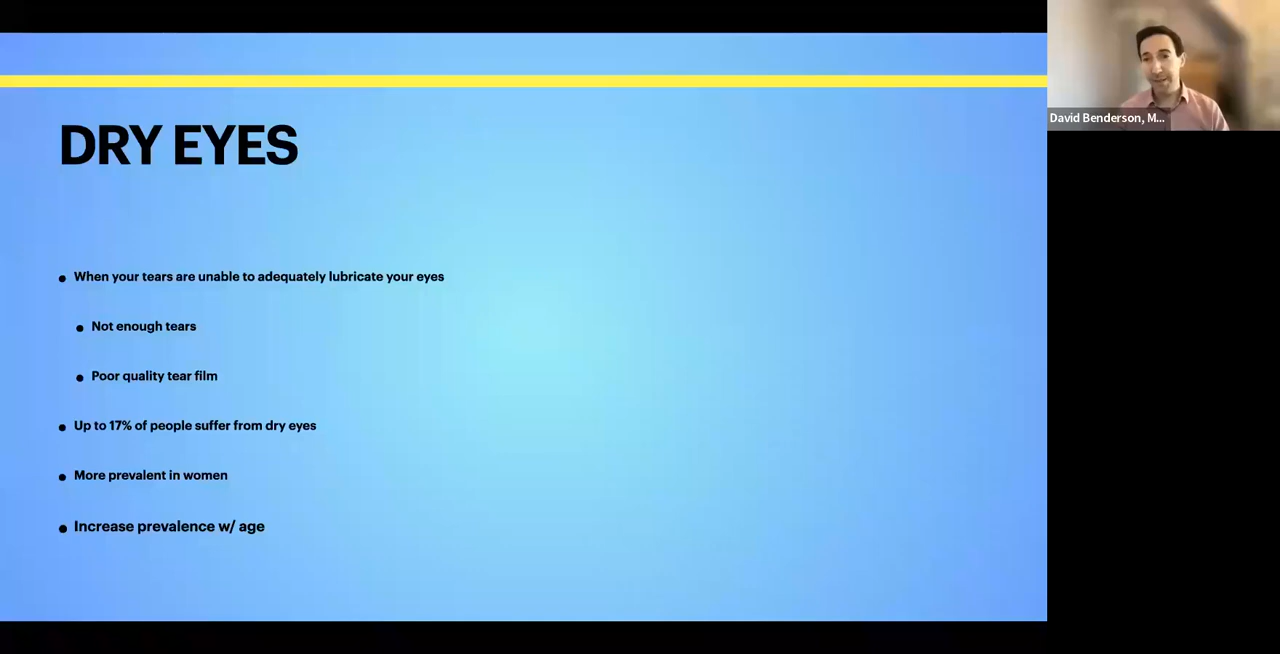 DRY EYES
When your tears are unable to adequately lubricate your eyes
Not enough tears
Poor quality tear film
Up to 17% of people suffer from dry eyes
More prevalent in women
Increase prevalence w/ age
David Benderson, M...